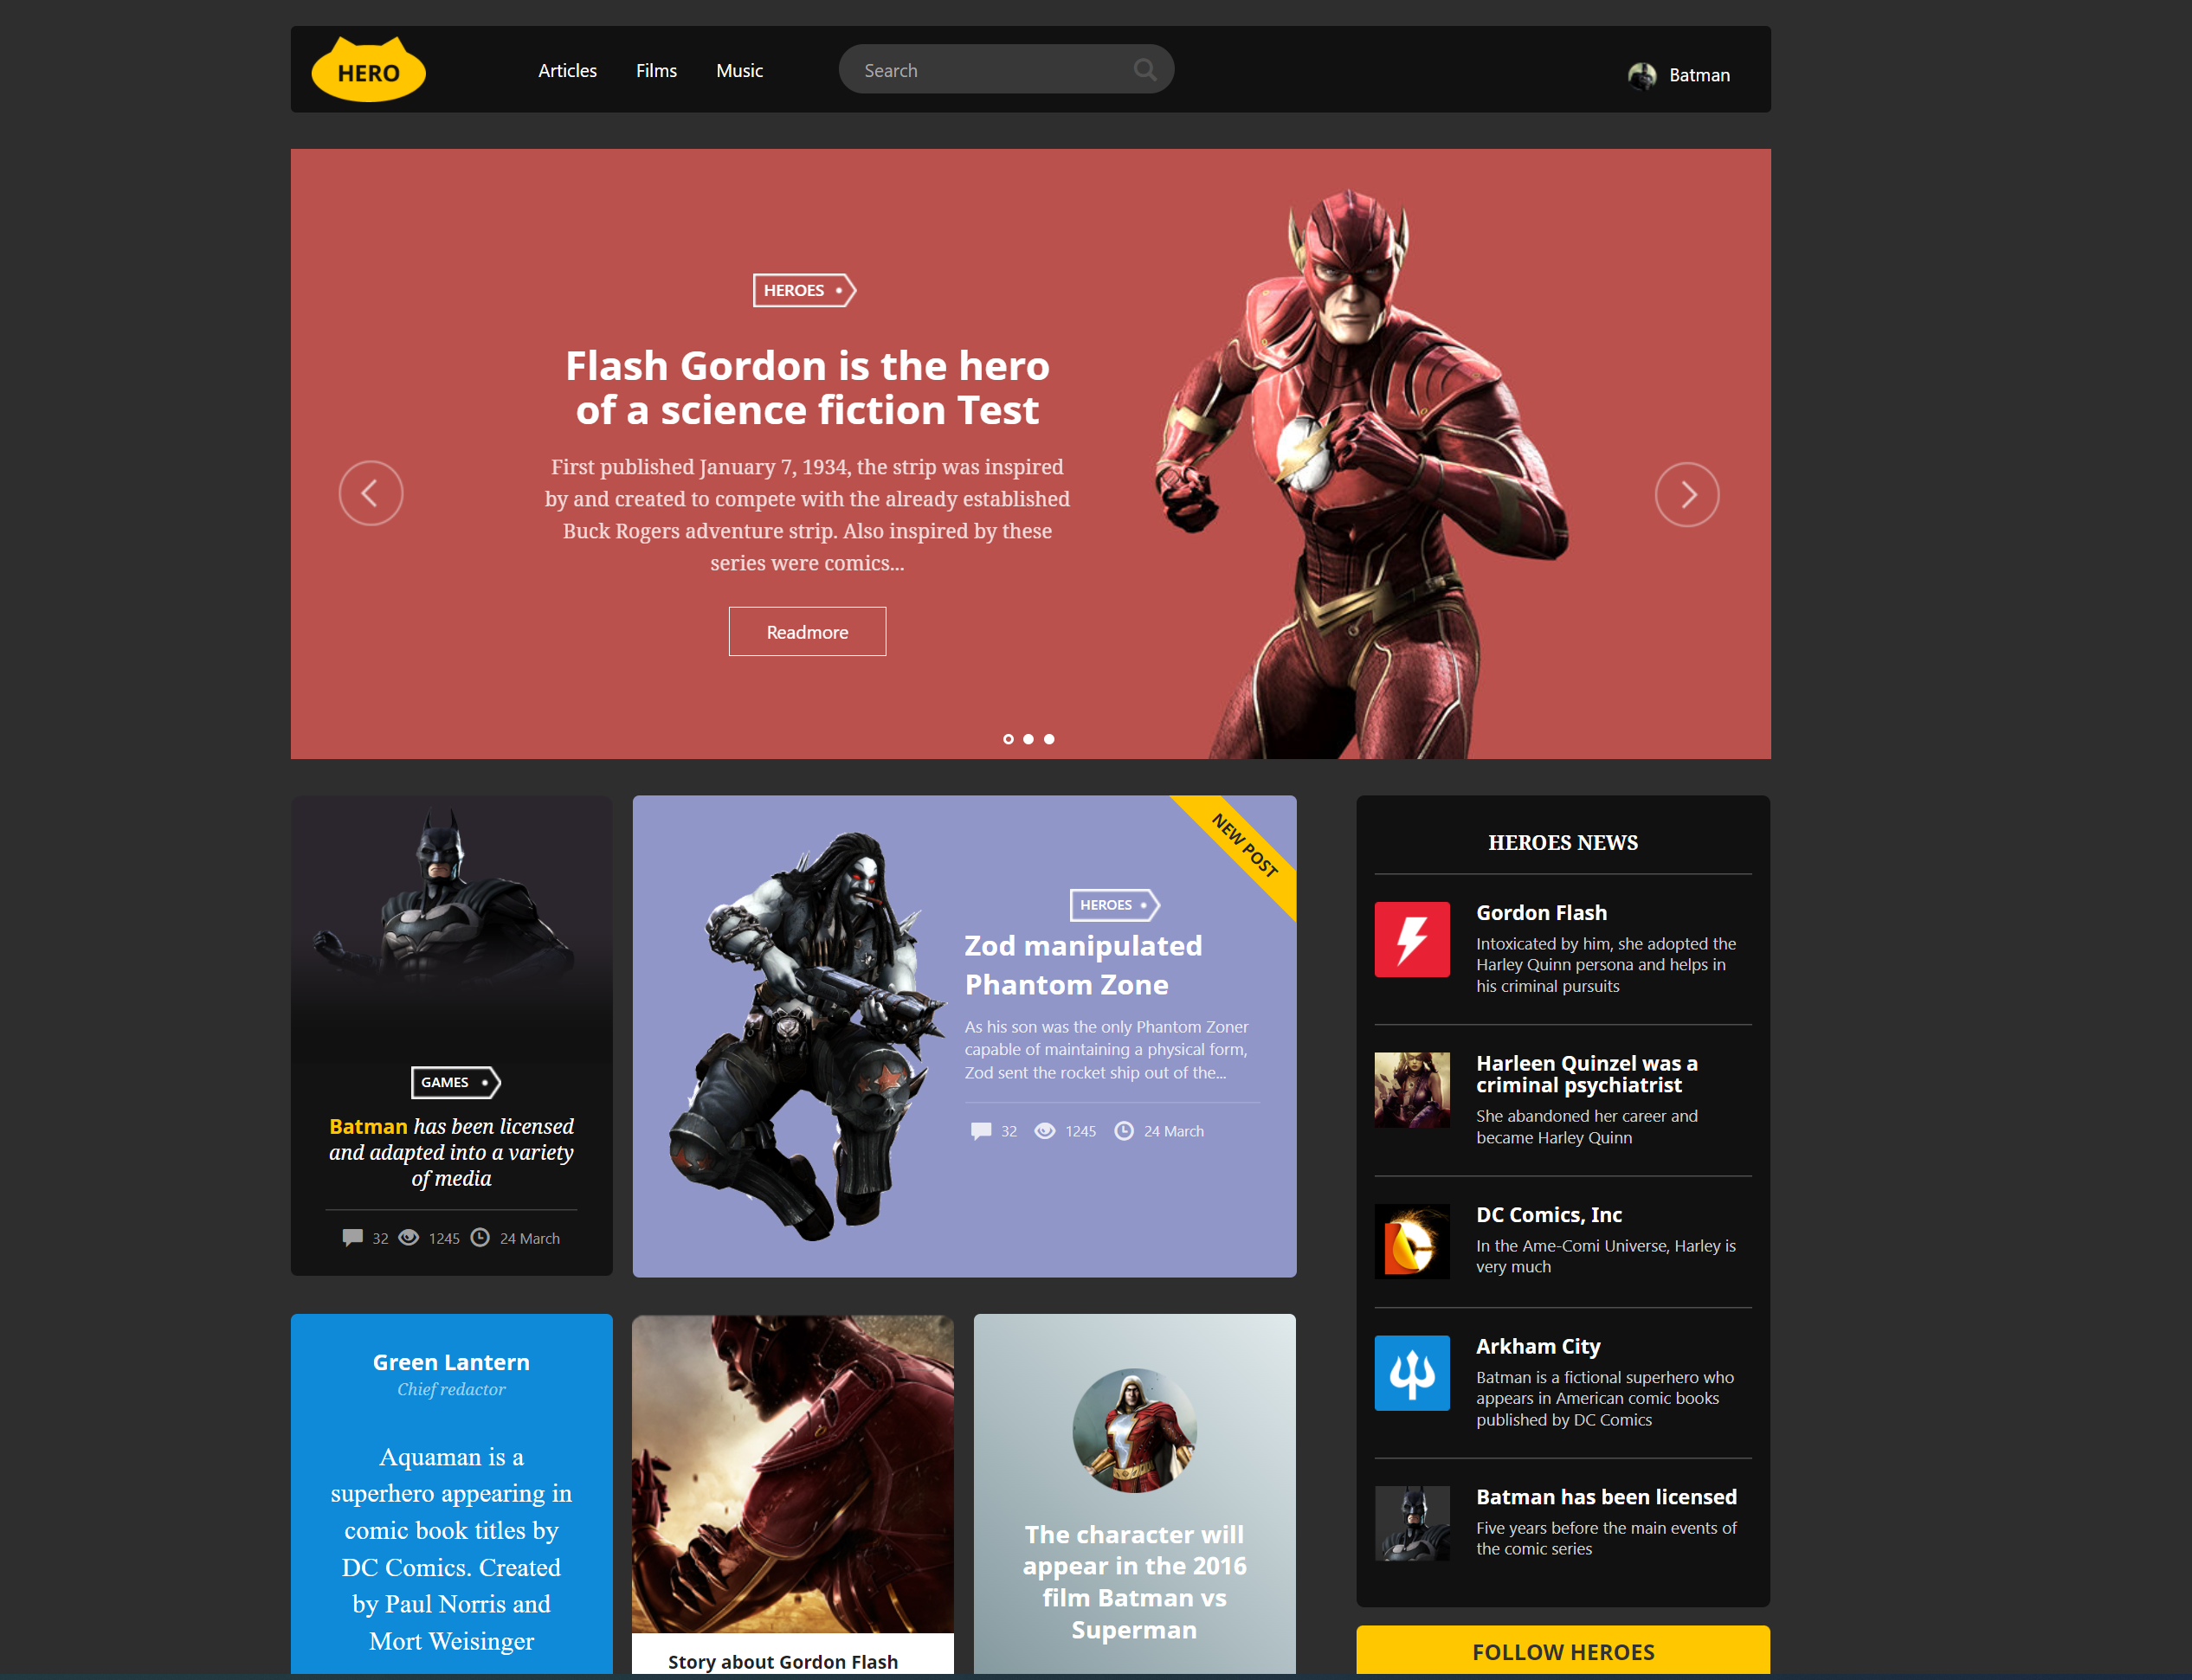 HERO
Articles
Films
Music
Search
Batman
HEROES
Flash Gordon is the hero
of a science fiction Test
First published January 7, 1934, the strip was inspired
by and created to compete with the already established
Buck Rogers adventure strip. Also inspired by these
series were comics...
Readmore
GAMES
Batman has been licensed
and adapted into a variety
of media
32
1245
24 March
NEW POST
HEROES
Zod manipulated
Phantom Zone
As his son was the only Phantom Zoner
capable of maintaining a physical form,
Zod sent the rocket ship out of the...
32
1245
24 March
Green Lantern
Chief redactor
Aquaman is a
superhero appearing in
comic book titles by
DC Comics. Created
by Paul Norris and
Mort Weisinger
Story about Gordon Flash
The character will
appear in the 2016
film Batman vs
Superman
HEROES NEWS
Gordon Flash
Intoxicated by him, she adopted the
Harley Quinn persona and helps in
his criminal pursuits
Harleen Quinzel was a
criminal psychiatrist
She abandoned her career and
became Harley Quinn
DC Comics, Inc
In the Ame-Comi Universe, Harley is
very much
Arkham City
Batman is a fictional superhero who
appears in American comic books
published by DC Comics
Batman has been licensed
Five years before the main events of
the comic series
FOLLOW HEROES